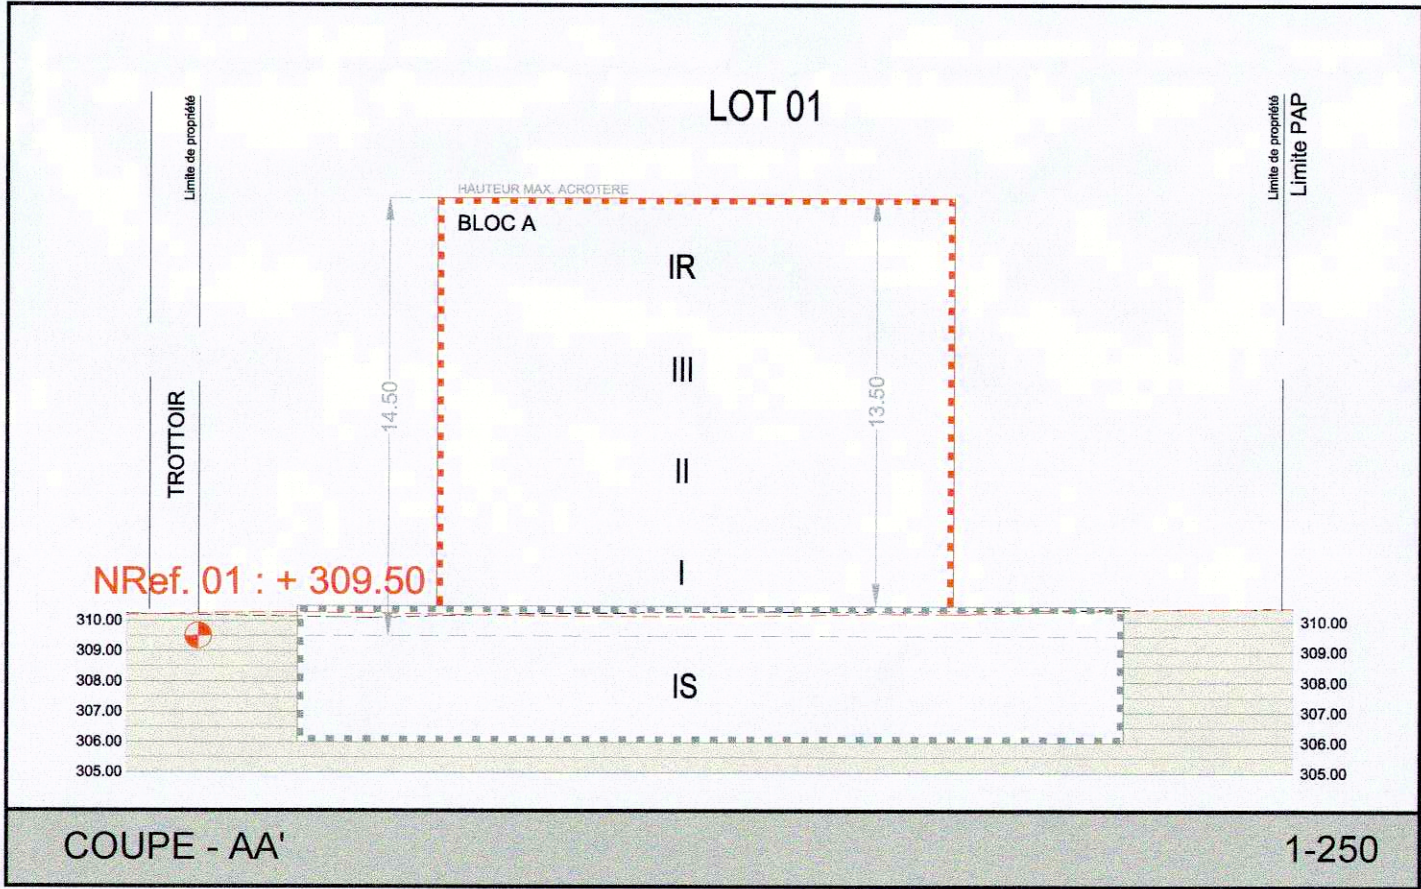 LOT 01
Limite de propriété
Limite de propriété
Limite PAP
HAUTEUR MAX. ACROTERE
BLOC A
IR
III
II
I
14.50
13.50
TROTTOIR
NRef. 01 : + 309.50
310.00
309.00
308.00
307.00
306.00
305.00
IS
310.00
309.00
308.00
307.00
306.00
305.00
COUPE - AA'
1-250